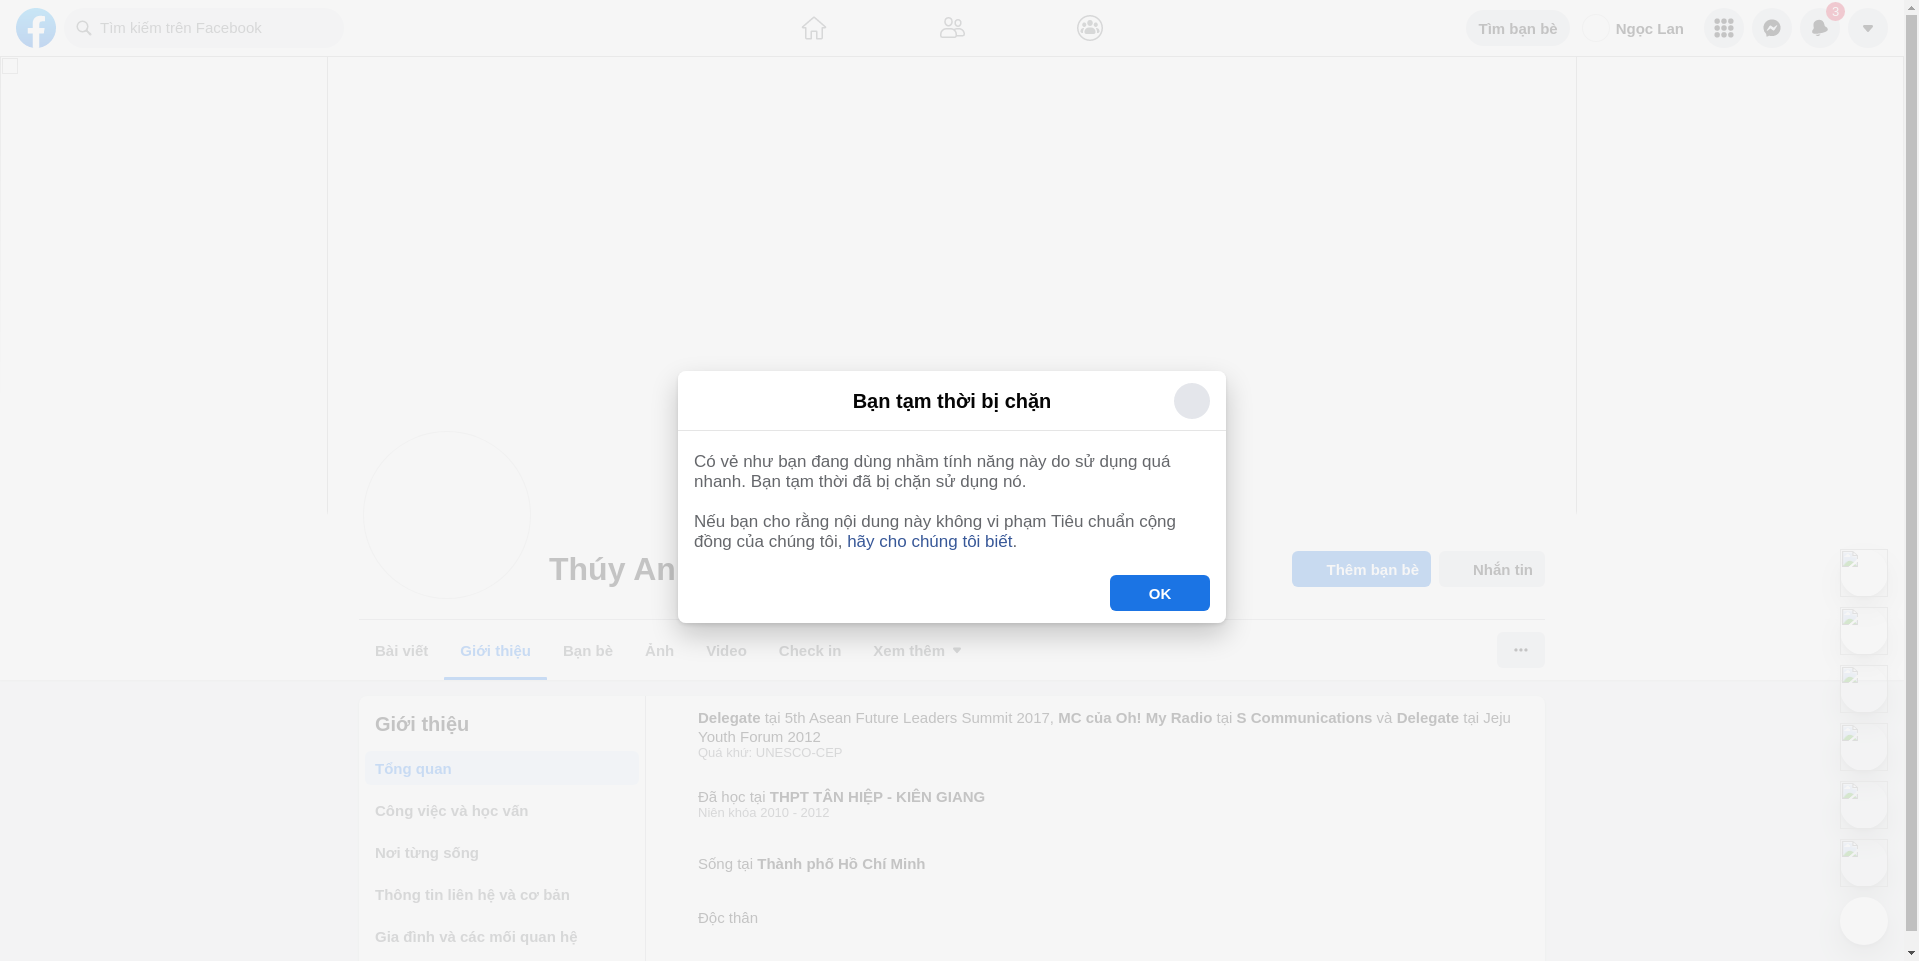 Tìm kiếm trên Facebook
Tìm bạn bè
Ngọc Lan
3
Bạn tạm thời bị chặn
Có vẻ như bạn đang dùng nhầm tính năng này do sử dụng quá
nhanh. Bạn tạm thời đã bị chặn sử dụng nó.
Nếu bạn cho rằng nội dung này không vi phạm Tiêu chuẩn cộng
đồng của chúng tôi, hãy cho chúng tôi biết.
OK
Thúy An
Thêm bạn bè
Nhắn tin
Bài viết
Giới thiệu
Bạn bè
Ảnh
Video
Check in
Xem thêm
Giới thiệu
Tổng quan
Công việc và học vấn
Nơi từng sống
Thông tin liên hệ và cơ bản
Gia đình và các mối quan hệ
Delegate tại 5th Asean Future Leaders Summit 2017, MC của Oh! My Radio tại S Communications và Delegate tại Jeju
Youth Forum 2012
Quá khứ: UNESCO-CEP
Đã học tại THPT TÂN HIỆP - KIÊN GIANG
Niên khóa 2010 - 2012
Sống tại Thành phố Hồ Chí Minh
Độc thân